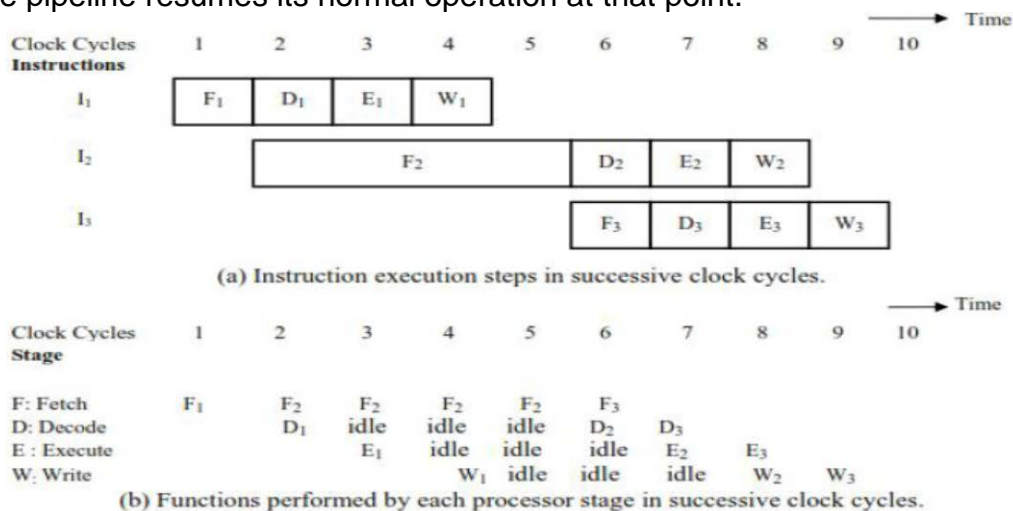 e pipeline resumes its normal operation at that point.
Time
Clock Cycles 1 2 3 4 5 6 7 8 9 10
Instructions
I₁ F₁ D₁ E₁ W₁
I₂ F₂ D₂ E₂ W₂
I₃ F₃ D₃ E₃ W₃
(a) Instruction execution steps in successive clock cycles.
Time
Clock Cycles 1 2 3 4 5 6 7 8 9 10
Stage
F: Fetch F₁ F₂ F₂ F₂ F₂ F₃
D: Decode D₁ idle idle idle D₂ D₃
E : Execute E₁ idle idle idle E₂ E₃
W: Write W₁ idle idle idle W₂ W₃
(b) Functions performed by each processor stage in successive clock cycles.